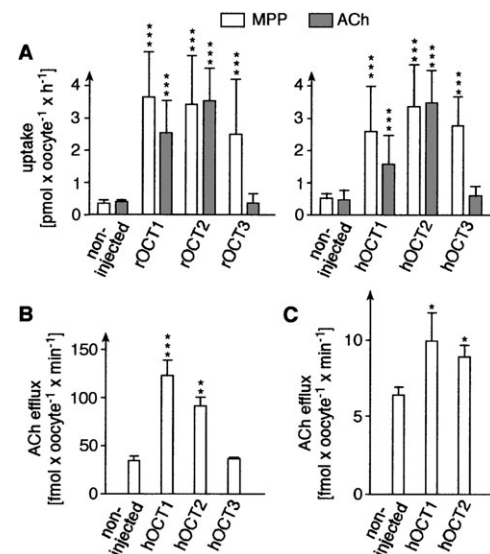 MPP ACh
A
uptake
[pmol x oocyte⁻¹ x h⁻¹]
4
3
2
1
0
***
***
***
***
***
non-
injected
rOCT1
rOCT2
rOCT3
4
3
2
1
0
***
***
***
***
***
non-
injected
hOCT1
hOCT2
hOCT3
B
ACh efflux
[fmol x oocyte⁻¹ x min⁻¹]
150
100
50
0
***
**
non-
injected
hOCT1
hOCT2
hOCT3
C
ACh efflux
[fmol x oocyte⁻¹ x min⁻¹]
10
5
0
*
*
non-
injected
hOCT1
hOCT2